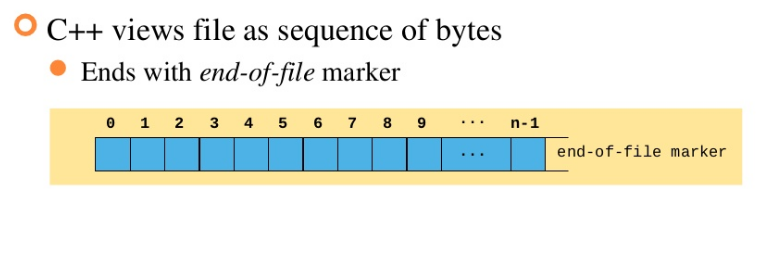 C++ views file as sequence of bytes
Ends with end-of-file marker
0 1 2 3 4 5 6 7 8 9 ... n-1
... end-of-file marker